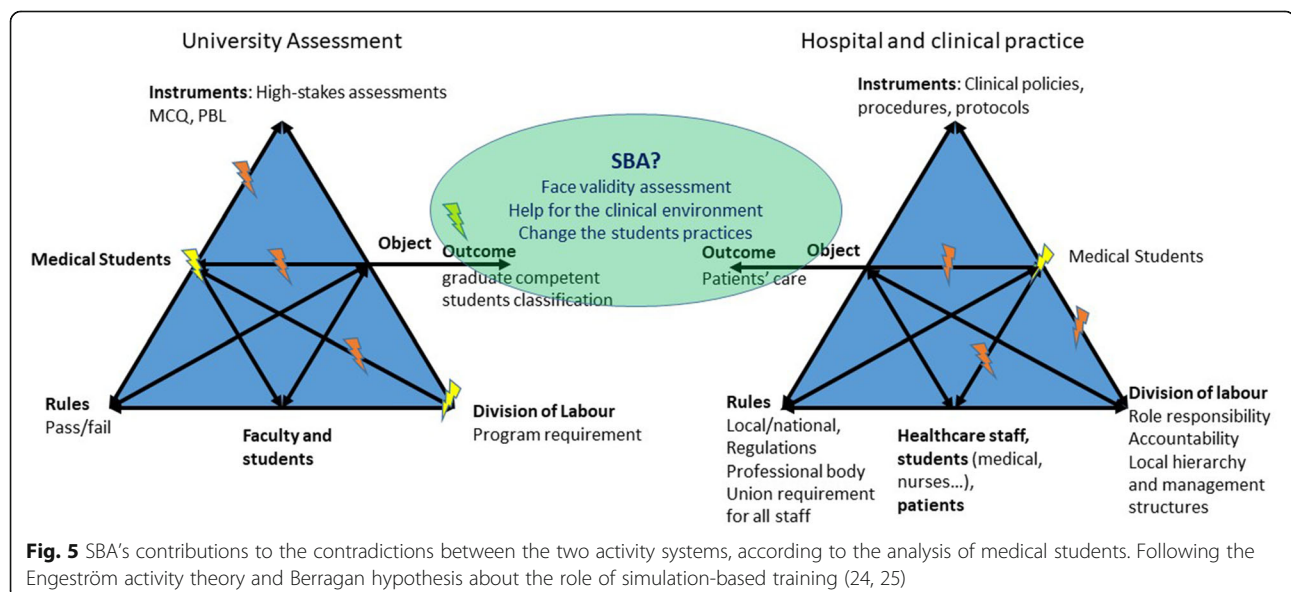 University Assessment
Instruments: High-stakes assessments
MCQ, PBL
Medical Students
Object
Outcome
graduate competent
students classification
Rules
Pass/fail
Faculty and
students
Division of Labour
Program requirement
SBA?
Face validity assessment
Help for the clinical environment
Change the students practices
Hospital and clinical practice
Instruments: Clinical policies,
procedures, protocols
Outcome
Patients' care
Object
Medical Students
Rules
Local/national,
Regulations
Professional body
Union requirement
for all staff
Healthcare staff,
students (medical,
nurses...),
patients
Division of labour
Role responsibility
Accountability
Local hierarchy
and management
structures
Fig. 5 SBA's contributions to the contradictions between the two activity systems, according to the analysis of medical students. Following the
Engeström activity theory and Berragan hypothesis about the role of simulation-based training (24, 25)